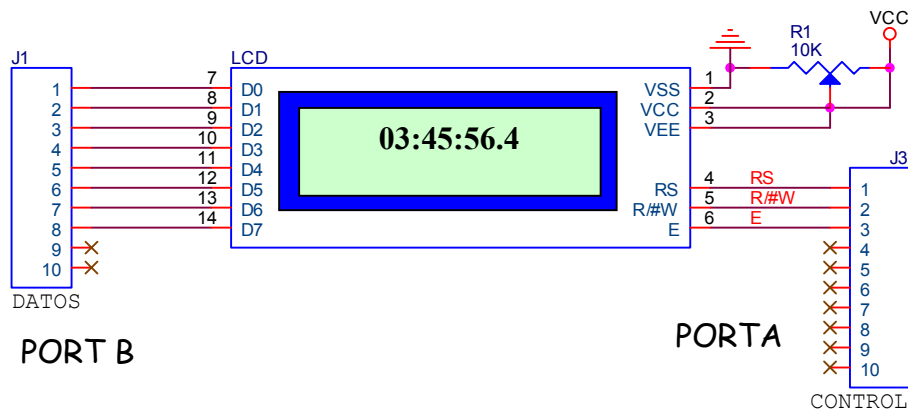 VCC
R1
10K
J1
LCD
1 7 D0 VSS 1
2 8 D1 VCC 2
3 9 D2 VEE 3
4 10 D3
5 11 D4
6 12 D5 RS 4 RS 1
7 13 D6 R/#W 5 R/#W 2
8 14 D7 E 6 E 3
9
10
03:45:56.4
J3
4
5
6
7
8
9
10
DATOS
PORT B
PORTA
CONTROL